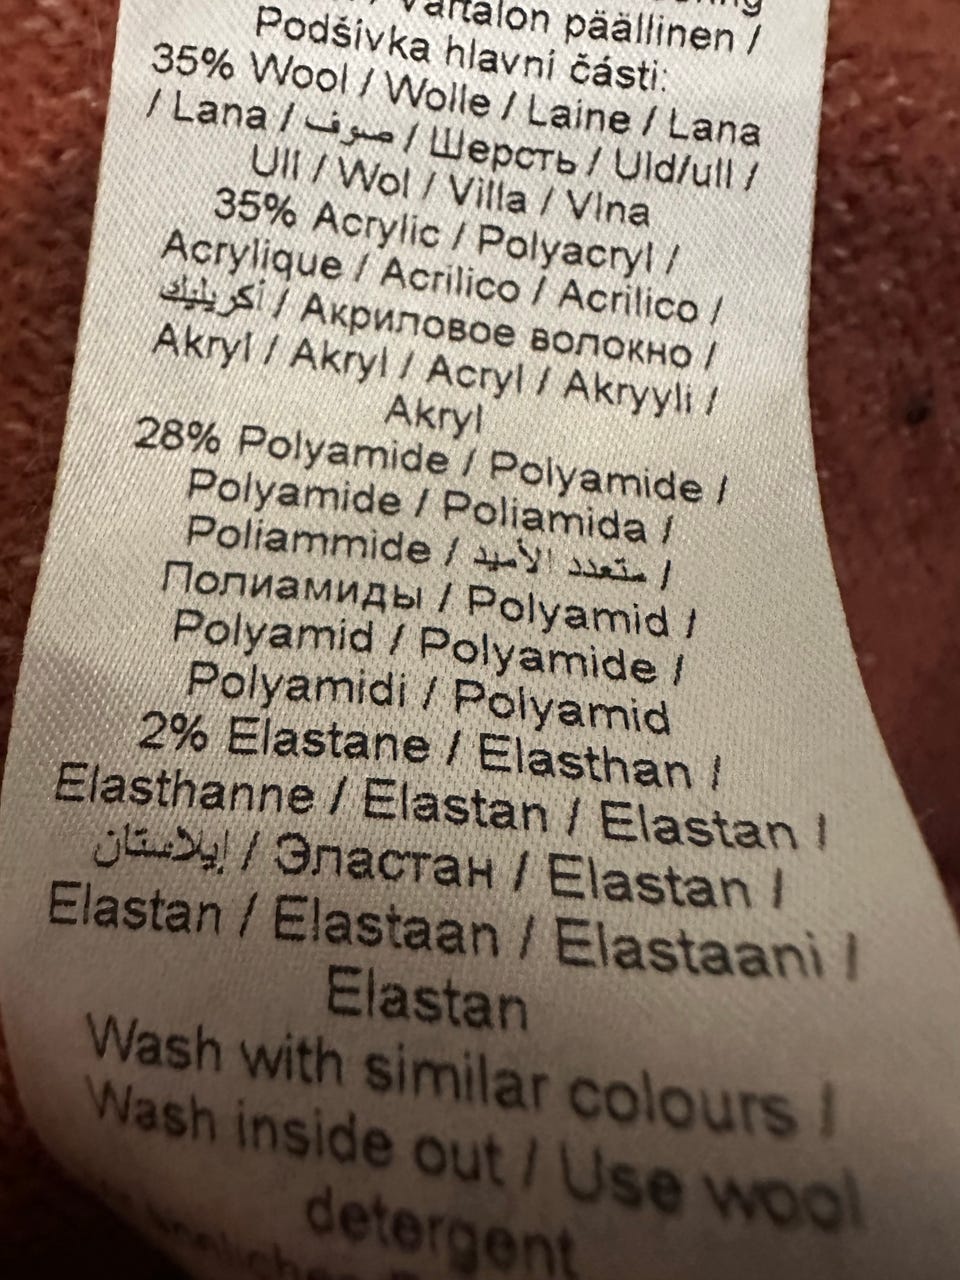 / Vartalon päällinen /
Podšívka hlavní části:
35% Wool / Wolle / Laine / Lana
/ Lana / صوف / Шерсть / Uld/ull /
Ull / Wol / Villa / Vlna
35% Acrylic / Polyacryl /
Acrylique / Acrilico / Acrilico /
أكريليك / Акриловое волокно /
Akryl / Akryl / Acryl / Akryyli /
Akryl
28% Polyamide / Polyamide /
Polyamide / Poliamida /
Poliammide / متعدد الأميد /
Полиамиды / Polyamid /
Polyamid / Polyamide /
Polyamidi / Polyamid
2% Elastane / Elasthan /
Elasthanne / Elastan / Elastan /
إيلاستان / Эластан / Elastan /
Elastan / Elastaan / Elastaani /
Elastan
Wash with similar colours /
Wash inside out / Use wool
detergent